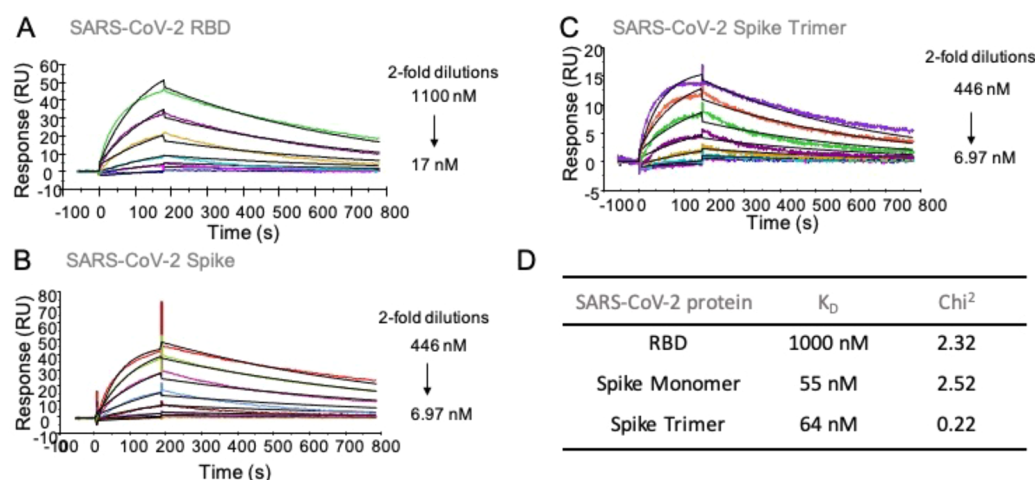 A SARS-CoV-2 RBD
Response (RU)
60
50
40
30
20
10
0
-10
-100 0 100 200 300 400 500 600 700 800
Time (s)
2-fold dilutions
1100 nM
17 nM
B SARS-CoV-2 Spike
Response (RU)
80
70
60
50
40
30
20
10
0
-10
-100 0 100 200 300 400 500 600 700 800
Time (s)
2-fold dilutions
446 nM
6.97 nM
C SARS-CoV-2 Spike Trimer
Response (RU)
20
15
10
5
0
-5
-100 0 100 200 300 400 500 600 700 800
Time (s)
2-fold dilutions
446 nM
6.97 nM
D
SARS-CoV-2 protein KD Chi2
RBD 1000 nM 2.32
Spike Monomer 55 nM 2.52
Spike Trimer 64 nM 0.22